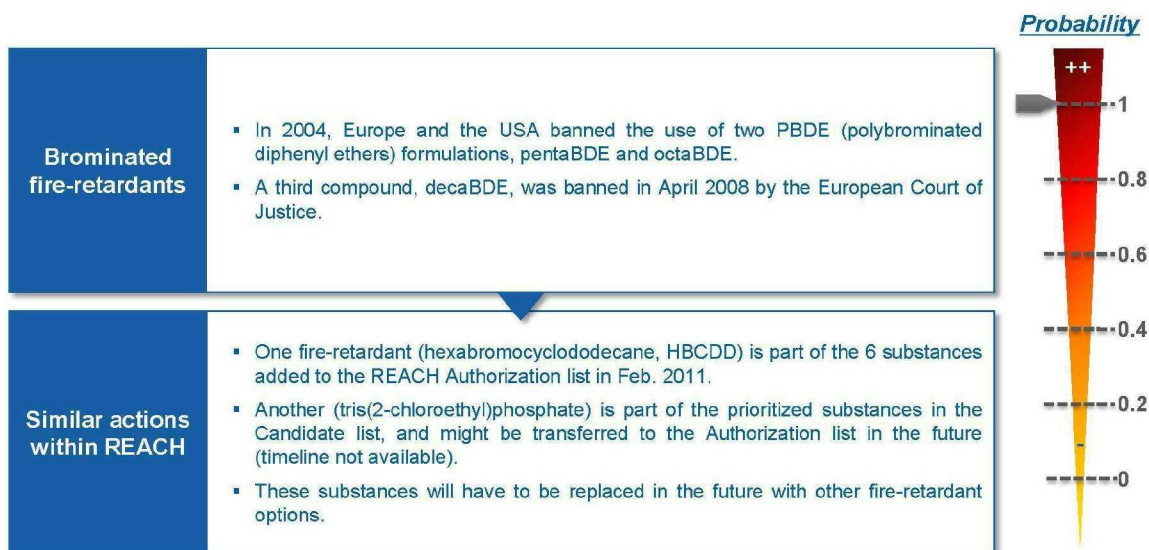 Probability
++
1
0.8
0.6
0.4
0.2
-
0
Brominated
fire-retardants
▪ In 2004, Europe and the USA banned the use of two PBDE (polybrominated
diphenyl ethers) formulations, pentaBDE and octaBDE.
▪ A third compound, decaBDE, was banned in April 2008 by the European Court of
Justice.
Similar actions
within REACH
▪ One fire-retardant (hexabromocyclododecane, HBCDD) is part of the 6 substances
added to the REACH Authorization list in Feb. 2011.
▪ Another (tris(2-chloroethyl)phosphate) is part of the prioritized substances in the
Candidate list, and might be transferred to the Authorization list in the future
(timeline not available).
▪ These substances will have to be replaced in the future with other fire-retardant
options.